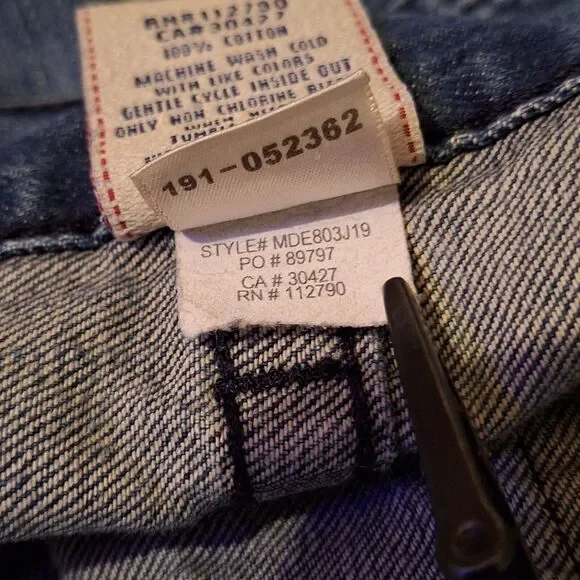 RN# 112790
CA# 30427
100% COTTON
MACHINE WASH COLD
WITH LIKE COLORS
GENTLE CYCLE INSIDE OUT
ONLY NON CHLORINE
WHEN
191-052362
STYLE# MDE803J19
PO # 89797
CA # 30427
RN # 112790